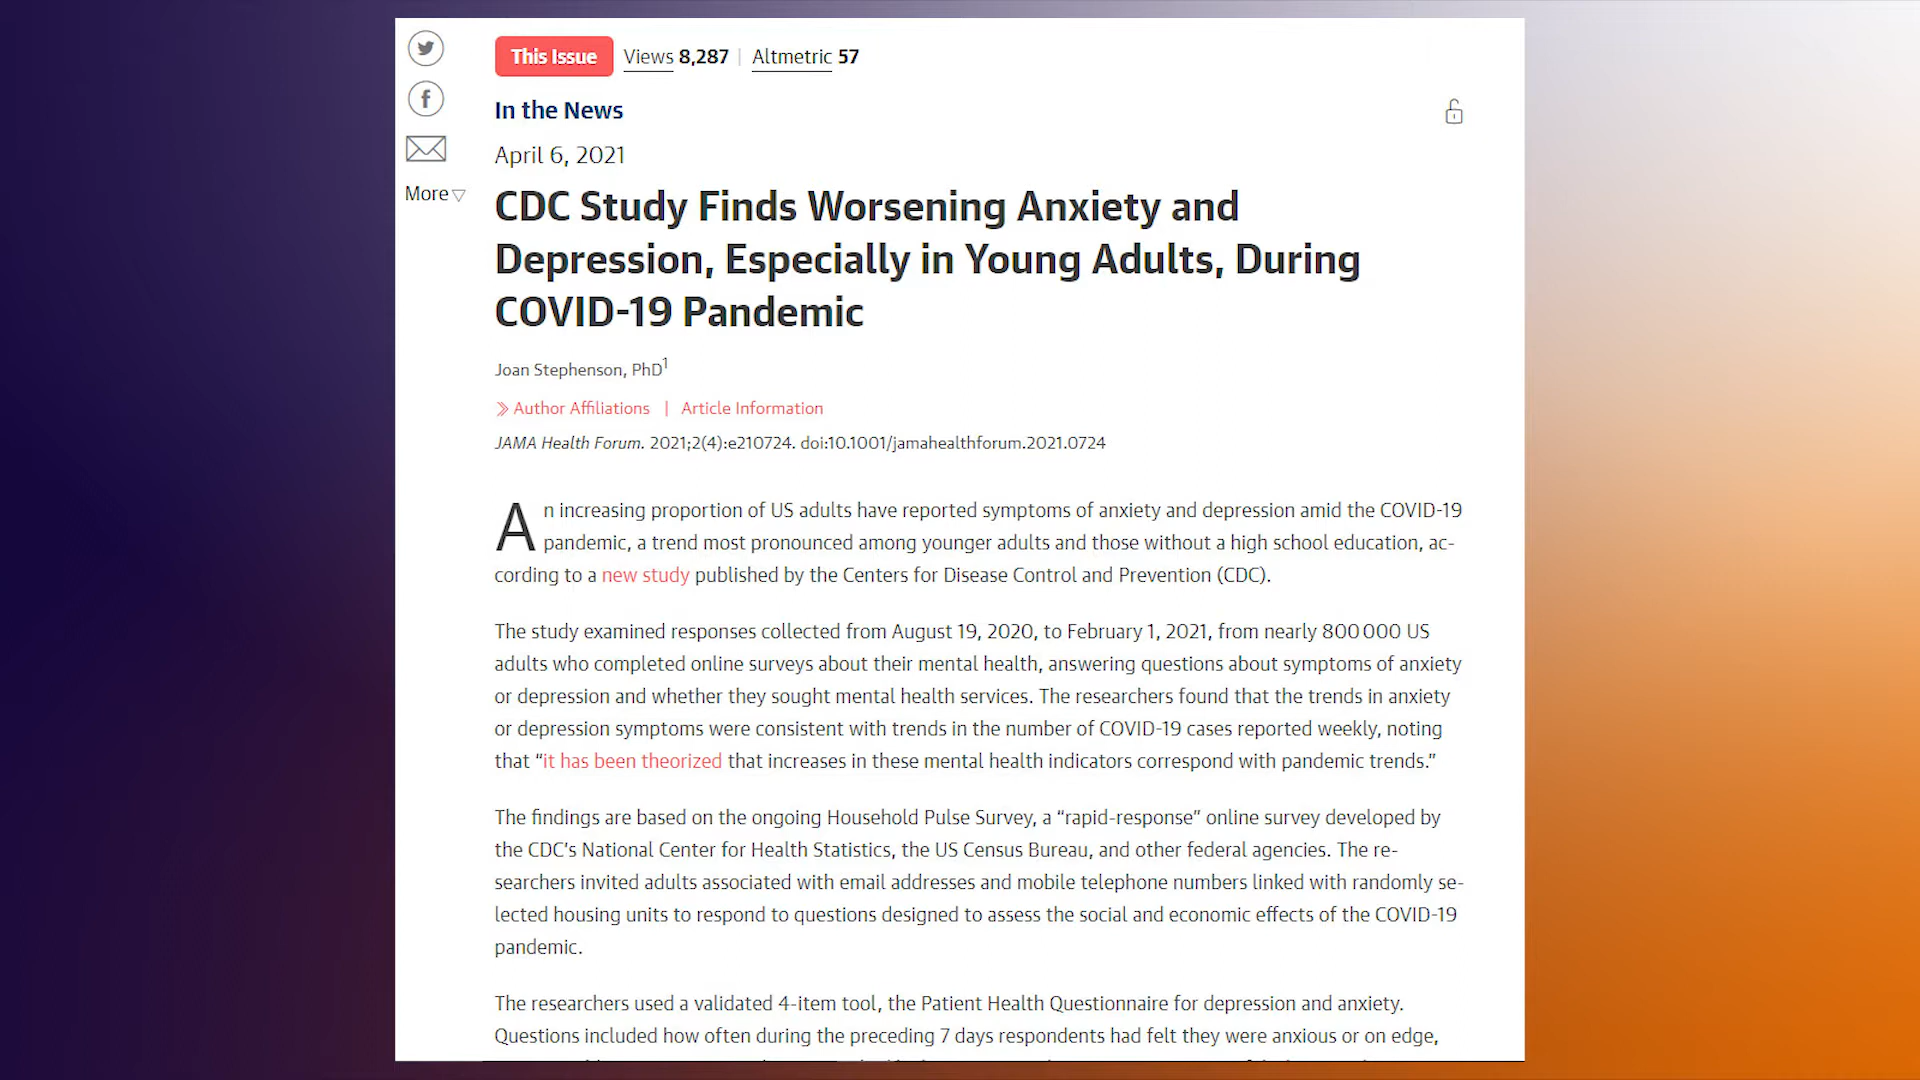 This Issue Views 8,287 | Altmetric 57
In the News
April 6, 2021
More
CDC Study Finds Worsening Anxiety and
Depression, Especially in Young Adults, During
COVID-19 Pandemic
Joan Stephenson, PhD1
Author Affiliations | Article Information
JAMA Health Forum. 2021;2(4):e210724. doi:10.1001/jamahealthforum.2021.0724
An increasing proportion of US adults have reported symptoms of anxiety and depression amid the COVID-19
pandemic, a trend most pronounced among younger adults and those without a high school education, ac-
cording to a new study published by the Centers for Disease Control and Prevention (CDC).
The study examined responses collected from August 19, 2020, to February 1, 2021, from nearly 800 000 US
adults who completed online surveys about their mental health, answering questions about symptoms of anxiety
or depression and whether they sought mental health services. The researchers found that the trends in anxiety
or depression symptoms were consistent with trends in the number of COVID-19 cases reported weekly, noting
that “it has been theorized that increases in these mental health indicators correspond with pandemic trends.”
The findings are based on the ongoing Household Pulse Survey, a “rapid-response” online survey developed by
the CDC’s National Center for Health Statistics, the US Census Bureau, and other federal agencies. The re-
searchers invited adults associated with email addresses and mobile telephone numbers linked with randomly se-
lected housing units to respond to questions designed to assess the social and economic effects of the COVID-19
pandemic.
The researchers used a validated 4-item tool, the Patient Health Questionnaire for depression and anxiety.
Questions included how often during the preceding 7 days respondents had felt they were anxious or on edge,